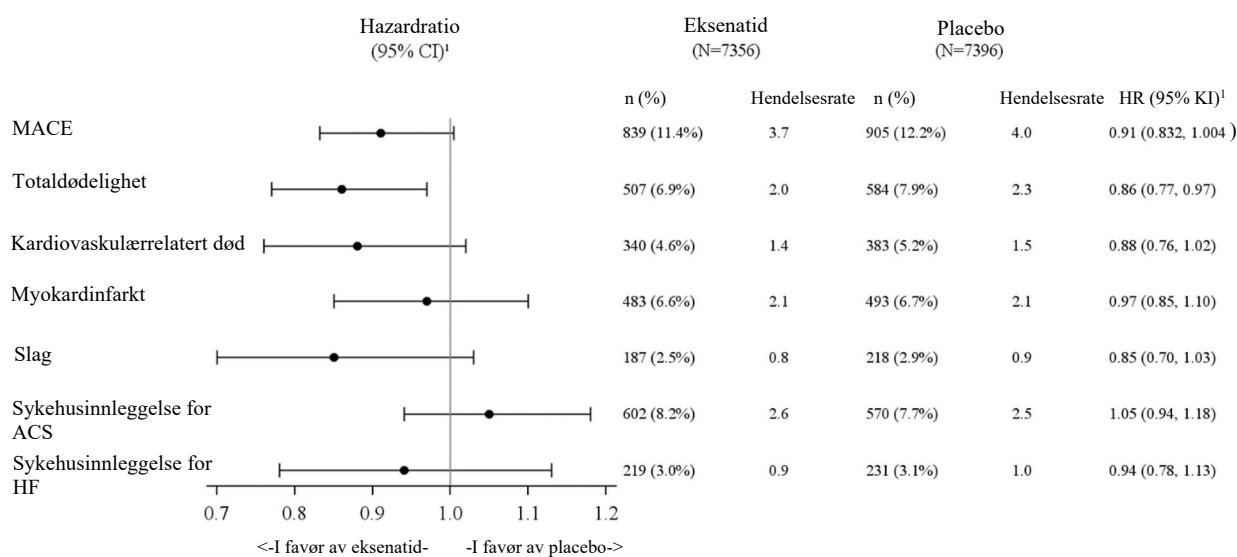 Hazardratio Eksenatid Placebo
(95% CI)¹ (N=7356) (N=7396)
n (%) Hendelsesrate n (%) Hendelsesrate HR (95% KI)¹
MACE 839 (11.4%) 3.7 905 (12.2%) 4.0 0.91 (0.832, 1.004 )
Totaldødelighet 507 (6.9%) 2.0 584 (7.9%) 2.3 0.86 (0.77, 0.97)
Kardiovaskulærrelatert død 340 (4.6%) 1.4 383 (5.2%) 1.5 0.88 (0.76, 1.02)
Myokardinfarkt 483 (6.6%) 2.1 493 (6.7%) 2.1 0.97 (0.85, 1.10)
Slag 187 (2.5%) 0.8 218 (2.9%) 0.9 0.85 (0.70, 1.03)
Sykehusinnleggelse for 602 (8.2%) 2.6 570 (7.7%) 2.5 1.05 (0.94, 1.18)
ACS
Sykehusinnleggelse for 219 (3.0%) 0.9 231 (3.1%) 1.0 0.94 (0.78, 1.13)
HF
0.7 0.8 0.9 1.0 1.1 1.2
<-I favør av eksenatid- -I favør av placebo->